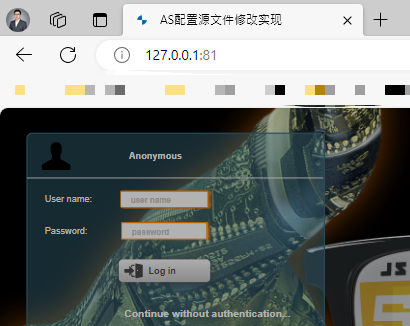 AS配置源文件修改实现
127.0.0.1:81
Anonymous
User name:
user name
Password:
password
Log in
Continue without authentication...
JS